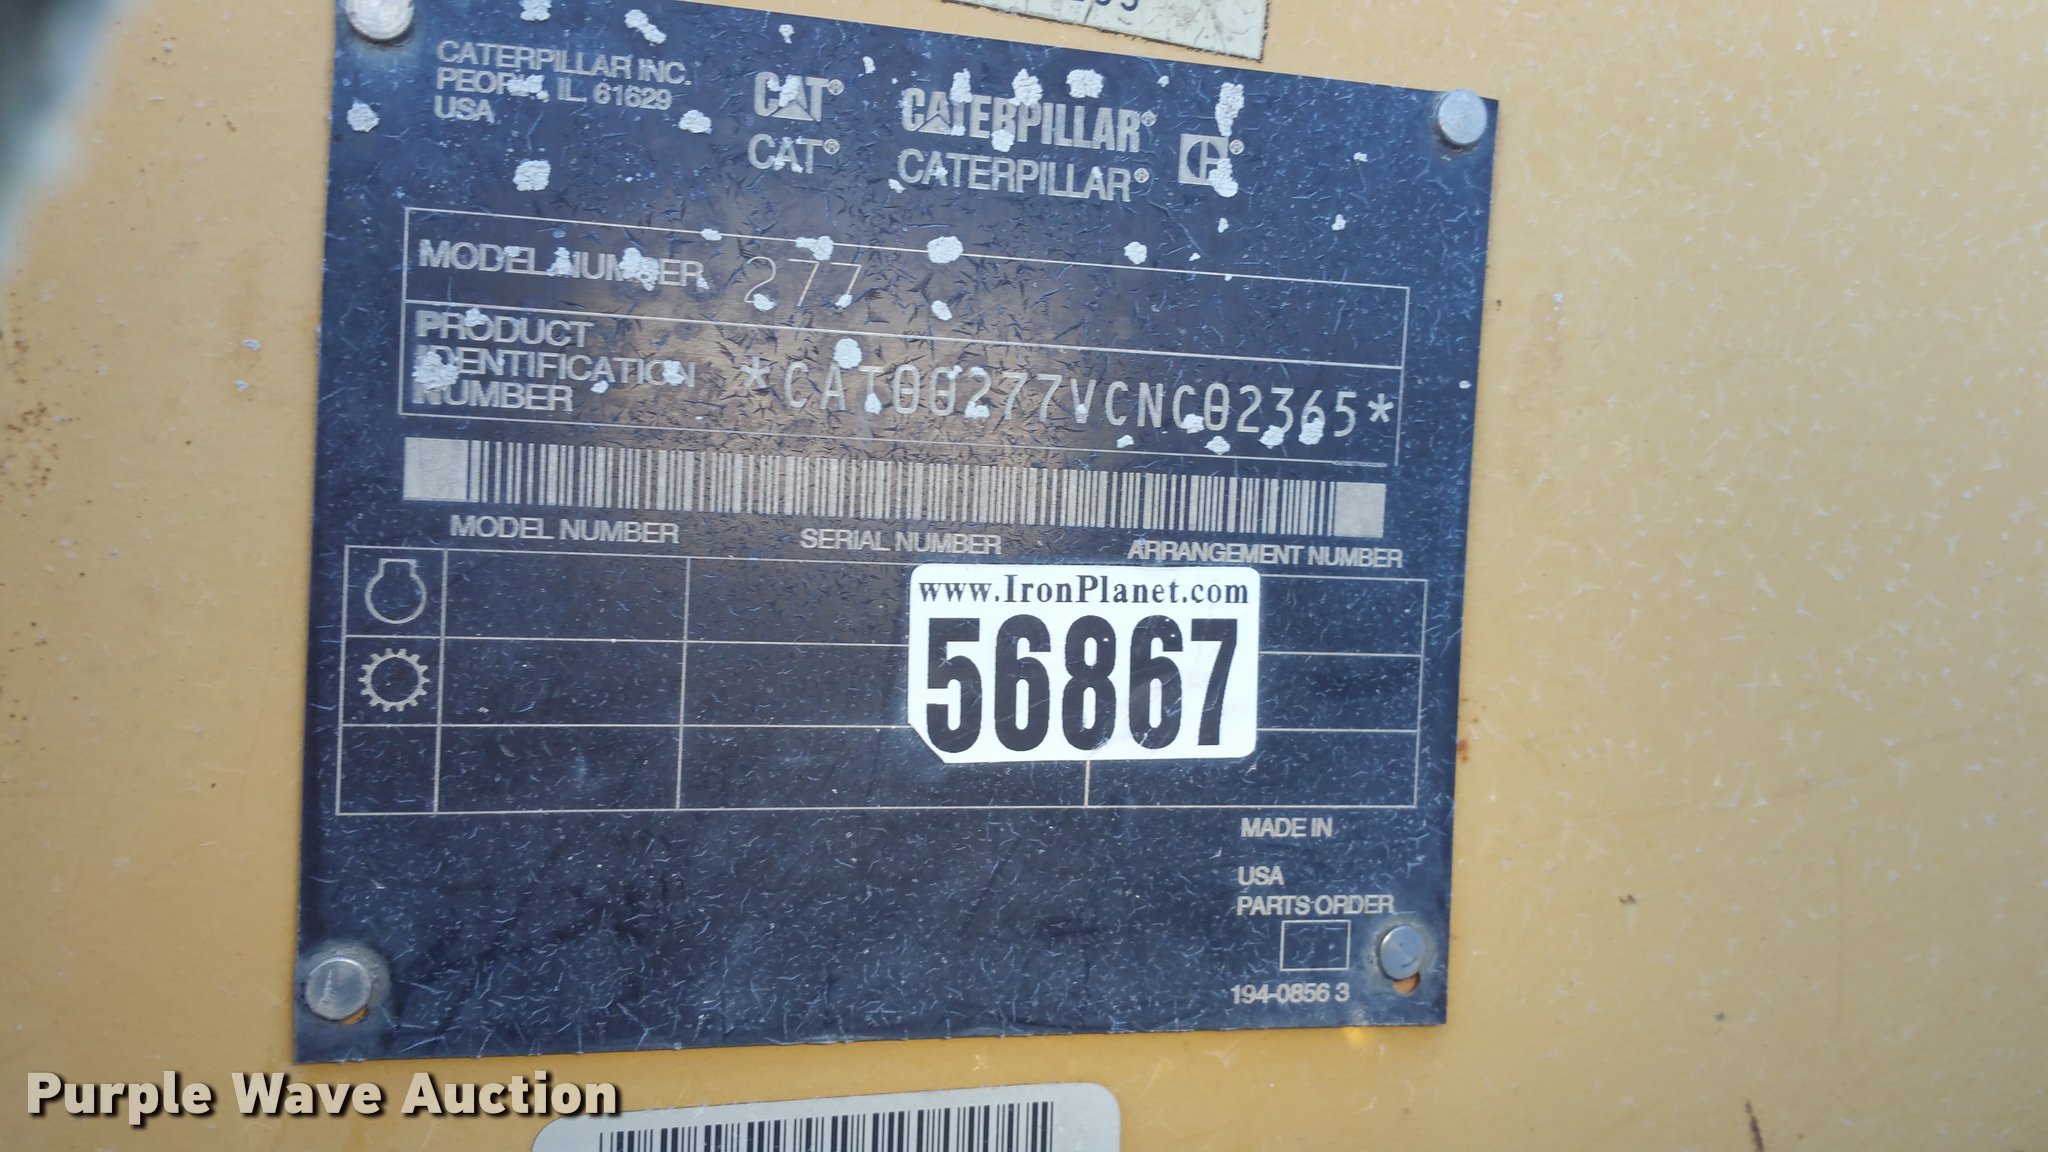 CATERPILLAR INC.
PEORIA, IL. 61629
USA
CAT®
CAT®
CATERPILLAR®
CATERPILLAR®
®
MODEL NUMBER 277
PRODUCT
IDENTIFICATION
NUMBER
*CAT00277VCNC02365*
MODEL NUMBER SERIAL NUMBER ARRANGEMENT NUMBER
www.IronPlanet.com
56867
MADE IN
USA
PARTS ORDER
194-0856 3
Purple Wave Auction